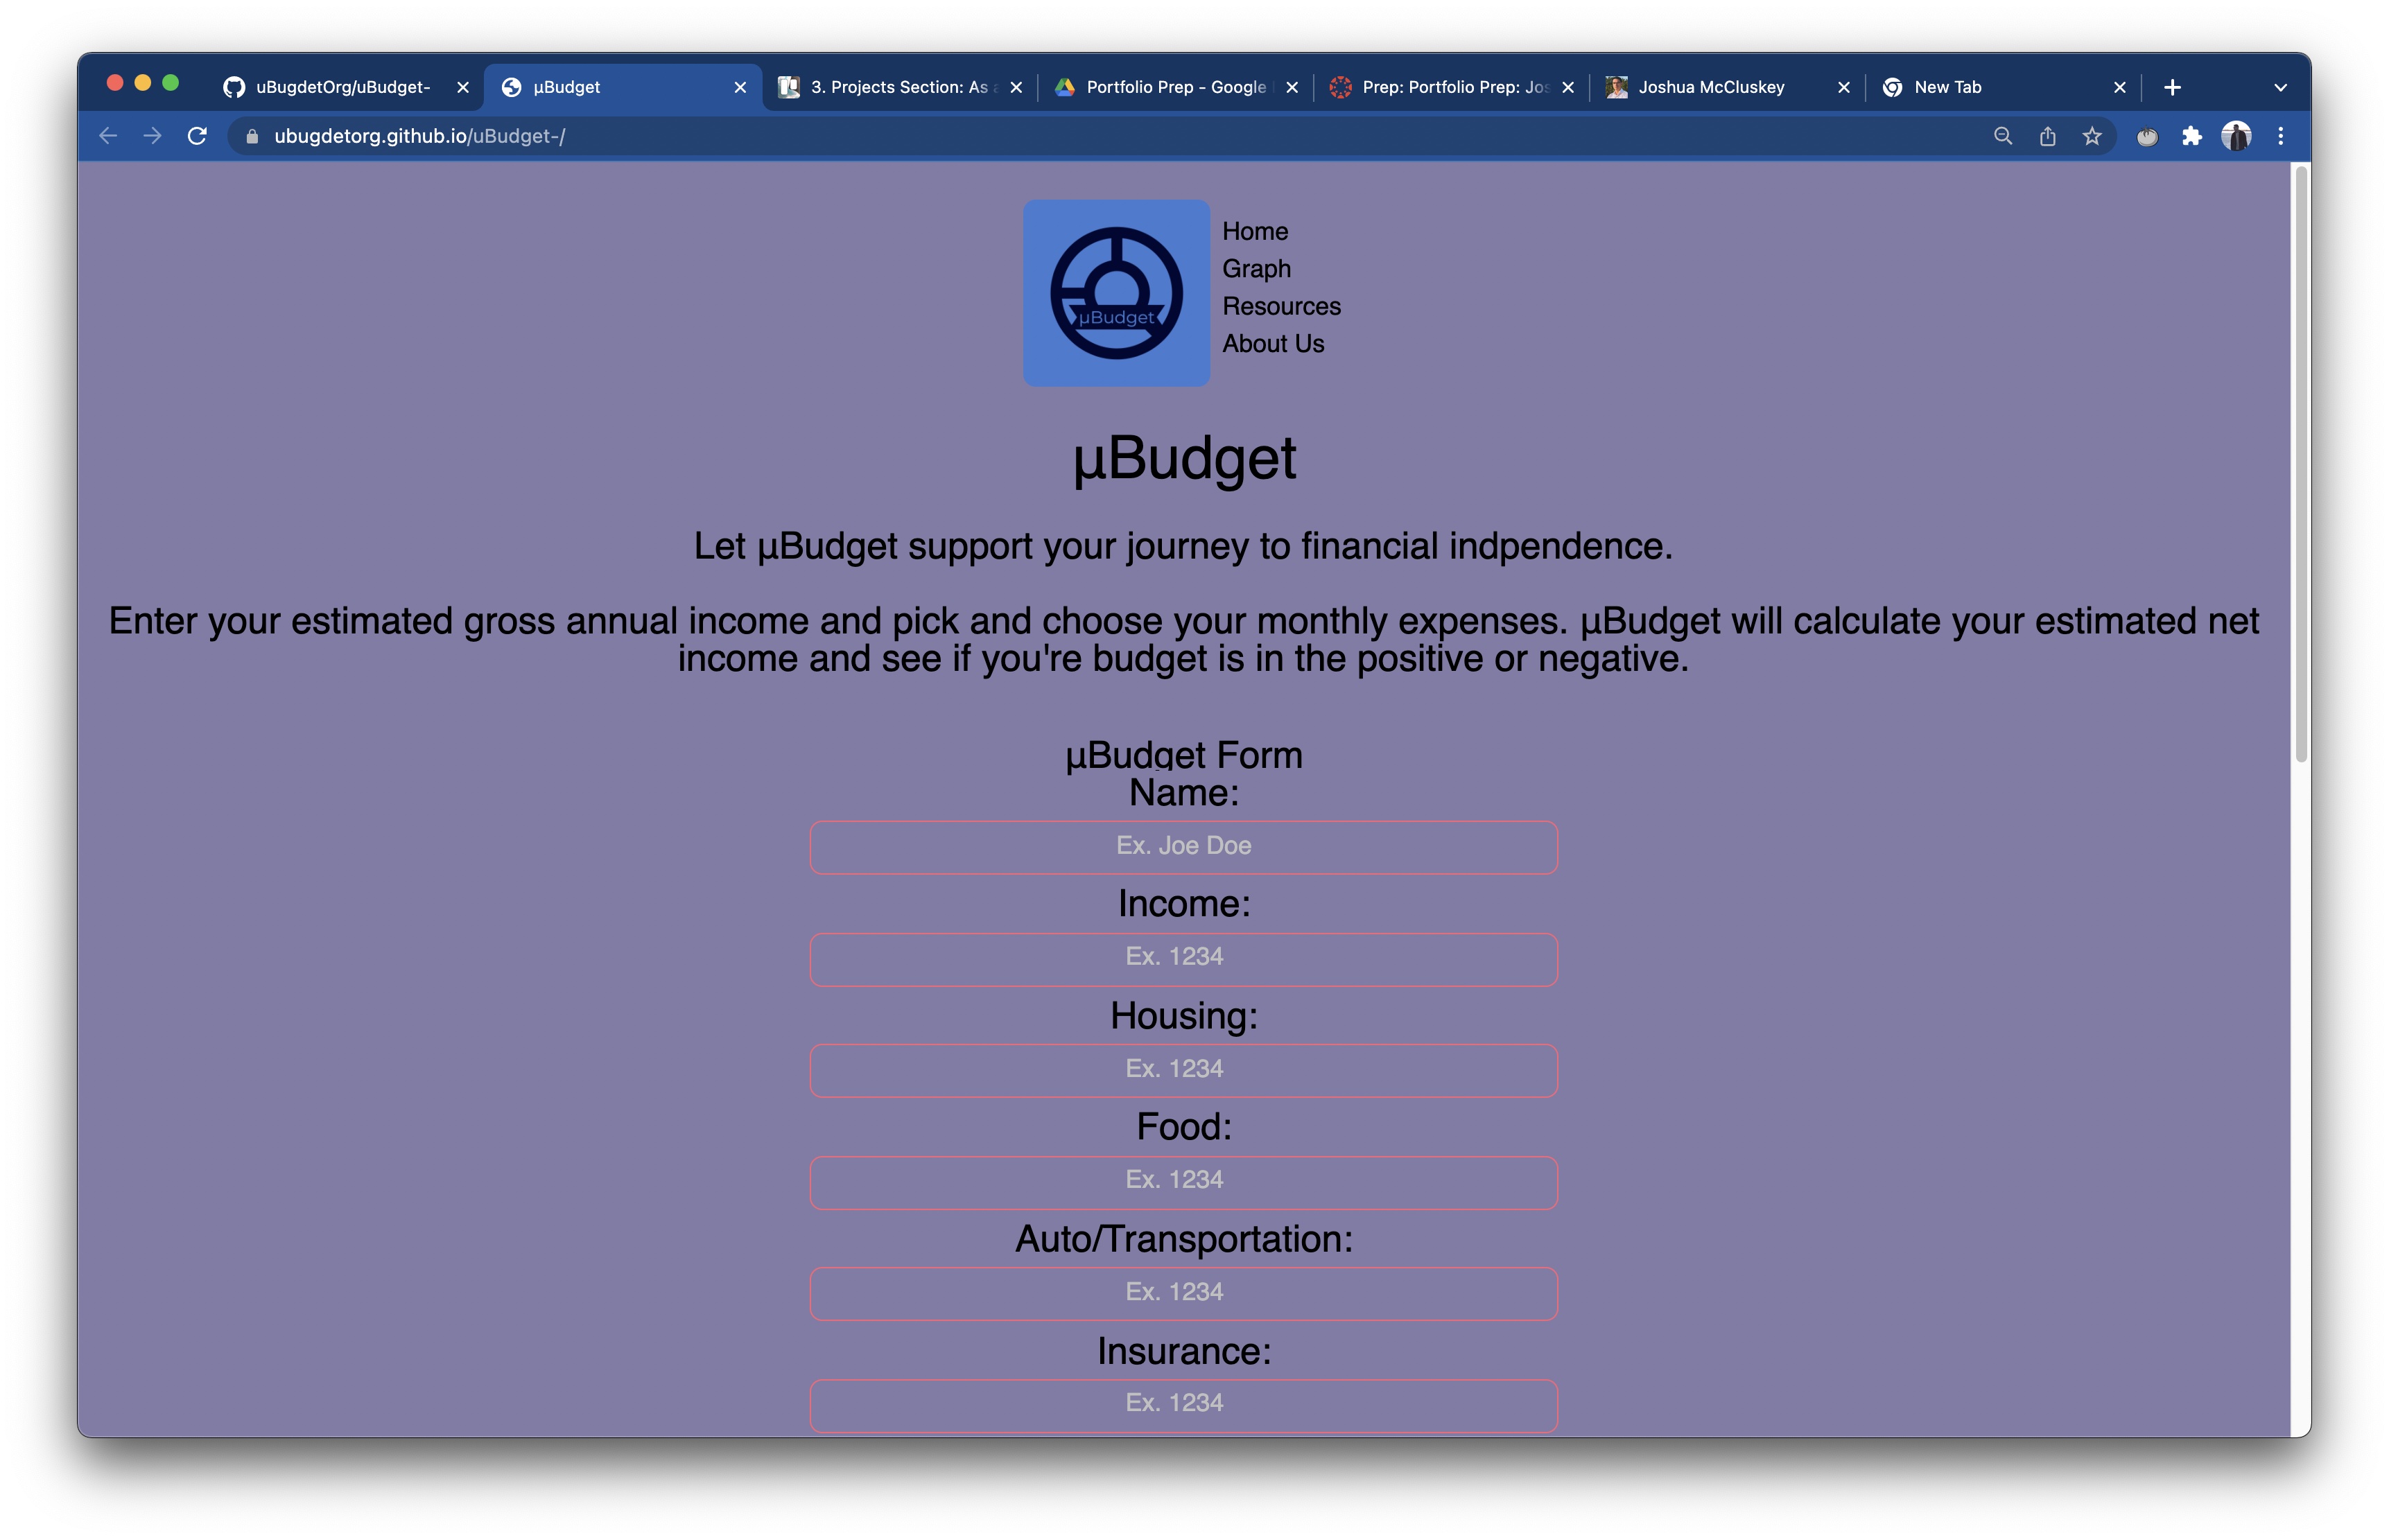 uBugdetOrg/uBudget-
µBudget
3. Projects Section: As a
Portfolio Prep - Google
Prep: Portfolio Prep: Jos
Joshua McCluskey
New Tab
ubugdetorg.github.io/uBudget-/
µBudget
Home
Graph
Resources
About Us
µBudget
Let µBudget support your journey to financial indpendence.
Enter your estimated gross annual income and pick and choose your monthly expenses. µBudget will calculate your estimated net
income and see if you're budget is in the positive or negative.
µBudget Form
Name:
Ex. Joe Doe
Income:
Ex. 1234
Housing:
Ex. 1234
Food:
Ex. 1234
Auto/Transportation:
Ex. 1234
Insurance:
Ex. 1234